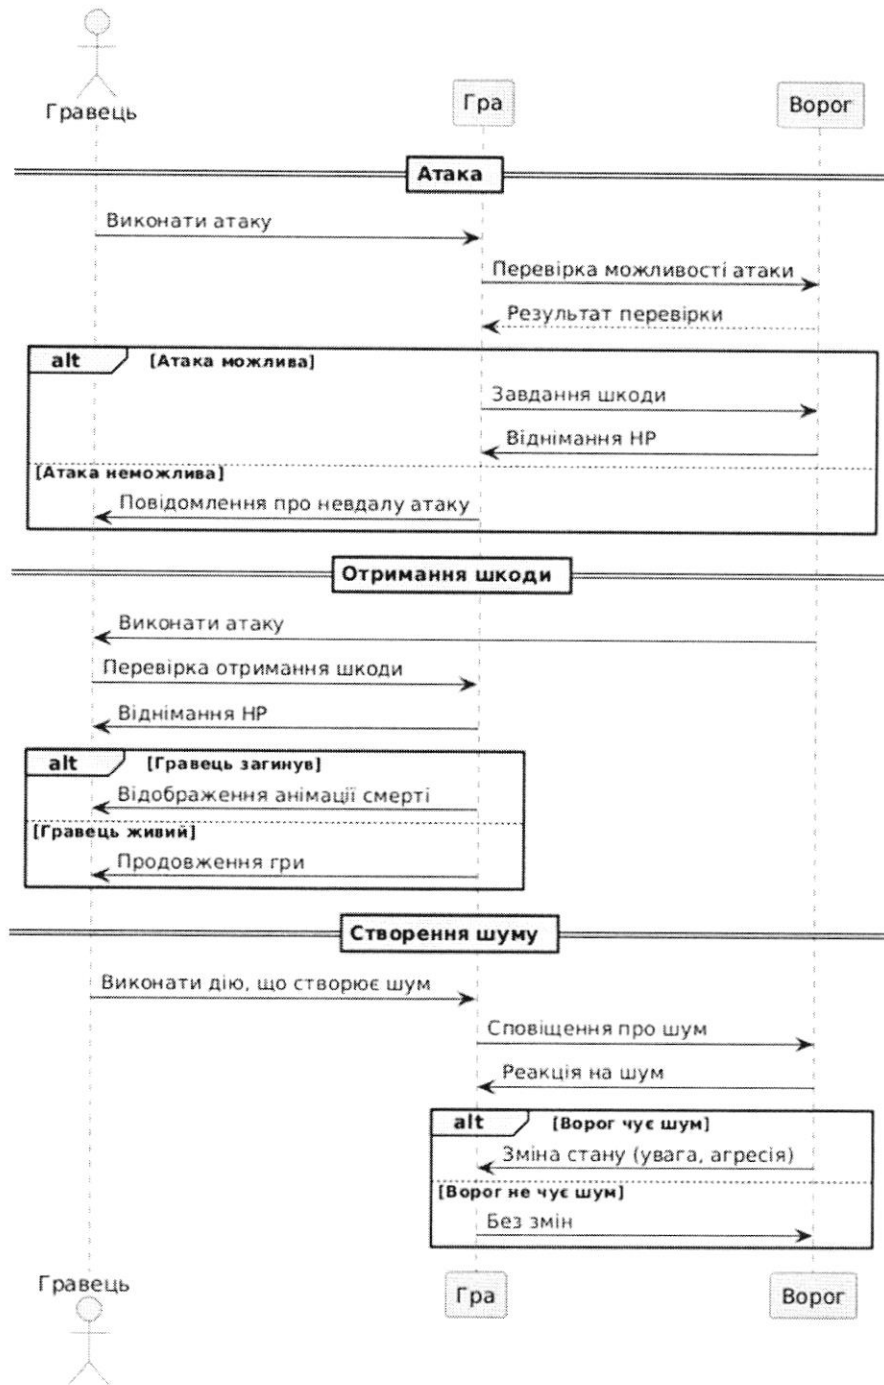 Гравець
Гра
Ворог
Атака
Виконати атаку
Перевірка можливості атаки
Результат перевірки
alt [Атака можлива]
Завдання шкоди
Віднімання HP
[Атака неможлива]
Повідомлення про невдалу атаку
Отримання шкоди
Виконати атаку
Перевірка отримання шкоди
Віднімання HP
alt [Гравець загинув]
Відображення анімації смерті
[Гравець живий]
Продовження гри
Створення шуму
Виконати дію, що створює шум
Сповіщення про шум
Реакція на шум
alt [Ворог чує шум]
Зміна стану (увага, агресія)
[Ворог не чує шум]
Без змін
Гравець
Гра
Ворог